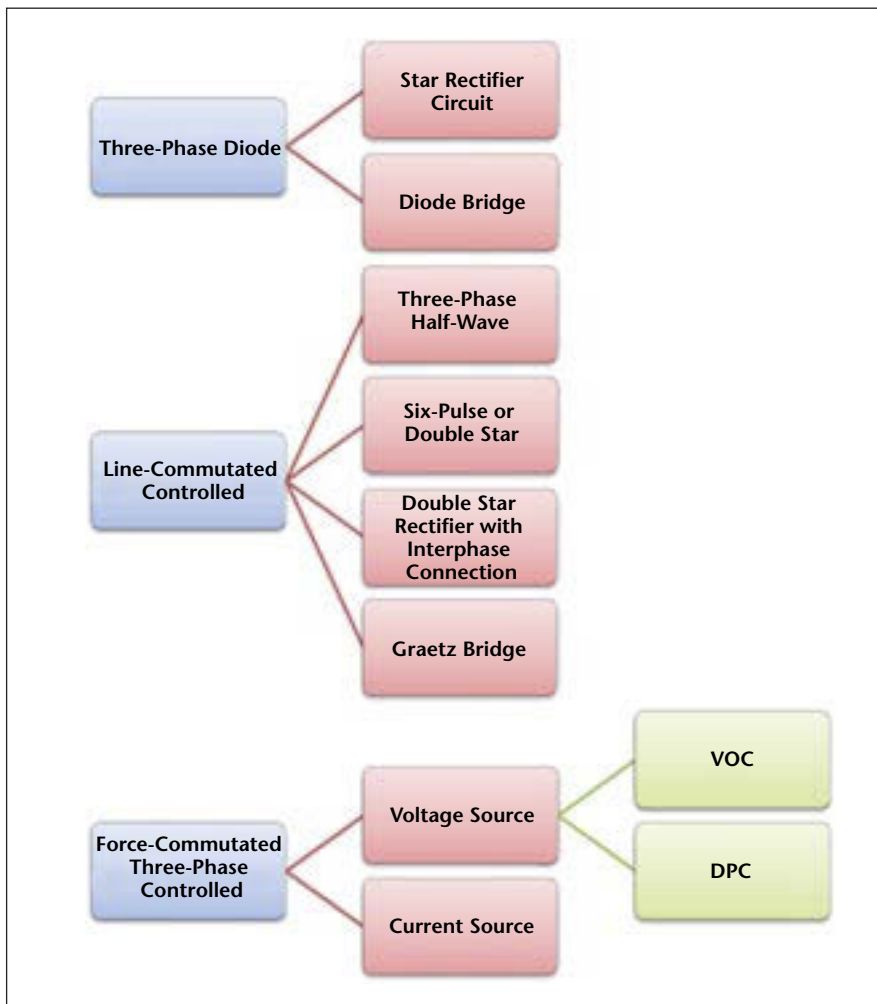 Three-Phase Diode
Star Rectifier
Circuit
Diode Bridge
Line-Commutated
Controlled
Three-Phase
Half-Wave
Six-Pulse or
Double Star
Double Star
Rectifier with
Interphase
Connection
Graetz Bridge
Force-Commutated
Three-Phase
Controlled
Voltage Source
VOC
DPC
Current Source